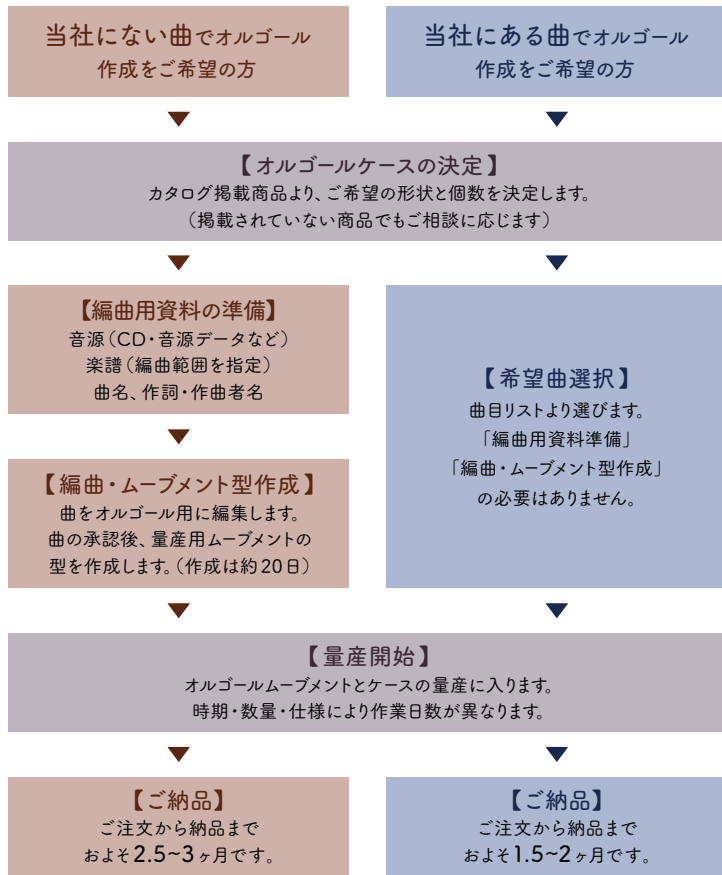 当社にない曲でオルゴール
作成をご希望の方
当社にある曲でオルゴール
作成をご希望の方
【オルゴールケースの決定】
カタログ掲載商品より、ご希望の形状と個数を決定します。
（掲載されていない商品でもご相談に応じます）
【編曲用資料の準備】
音源（CD・音源データなど）
楽譜（編曲範囲を指定）
曲名、作詞・作曲者名
【編曲・ムーブメント型作成】
曲をオルゴール用に編集します。
曲の承認後、量産用ムーブメントの
型を作成します。（作成は約20日）
【希望曲選択】
曲目リストより選びます。
「編曲用資料準備」
「編曲・ムーブメント型作成」
の必要はありません。
【量産開始】
オルゴールムーブメントとケースの量産に入ります。
時期・数量・仕様により作業日数が異なります。
【ご納品】
ご注文から納品まで
およそ2.5~3ヶ月です。
【ご納品】
ご注文から納品まで
およそ1.5~2ヶ月です。